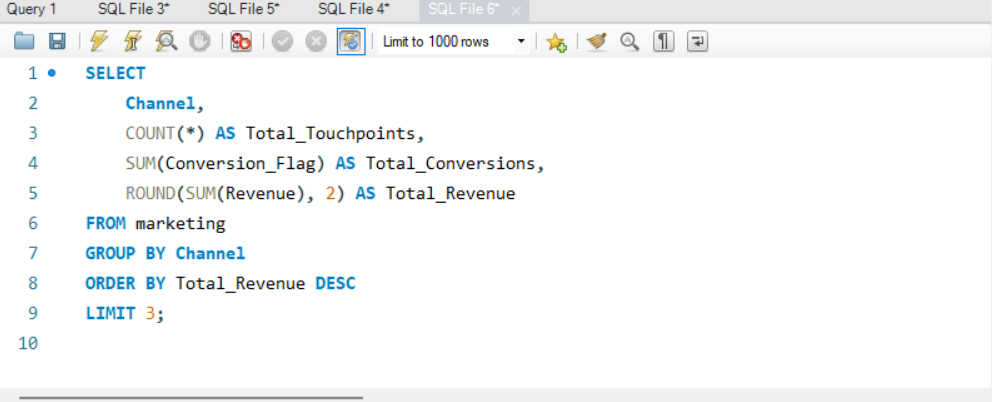 Query 1 SQL File 3* SQL File 5* SQL File 4* SQL File 6*
Limit to 1000 rows
1 SELECT
2 Channel,
3 COUNT(*) AS Total_Touchpoints,
4 SUM(Conversion_Flag) AS Total_Conversions,
5 ROUND(SUM(Revenue), 2) AS Total_Revenue
6 FROM marketing
7 GROUP BY Channel
8 ORDER BY Total_Revenue DESC
9 LIMIT 3;
10